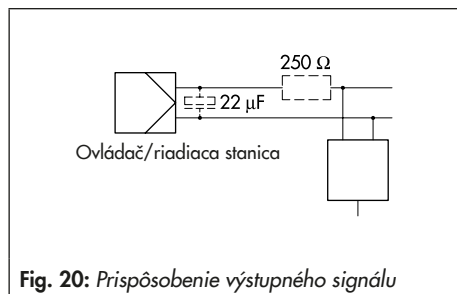 250 Ω
22 µF
Ovládač/riadiaca stanica
Fig. 20: Prispôsobenie výstupného signálu